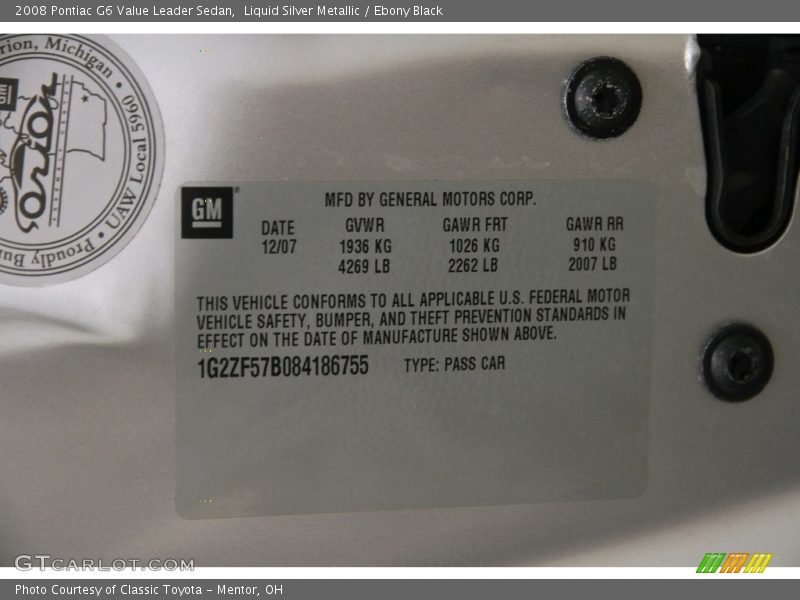 2008 Pontiac G6 Value Leader Sedan,  Liquid Silver Metallic / Ebony Black
Orion, Michigan • UAW Local 5960 • Proudly
GM
orion
GM
MFD BY GENERAL MOTORS CORP.
DATE GVWR GAWR FRT GAWR RR
12/07 1936 KG 1026 KG 910 KG
4269 LB 2262 LB 2007 LB
THIS VEHICLE CONFORMS TO ALL APPLICABLE U.S. FEDERAL MOTOR
VEHICLE SAFETY, BUMPER, AND THEFT PREVENTION STANDARDS IN
EFFECT ON THE DATE OF MANUFACTURE SHOWN ABOVE.
1G2ZF57B084186755 TYPE: PASS CAR
GTCARLOT.COM
Photo Courtesy of Classic Toyota - Mentor, OH